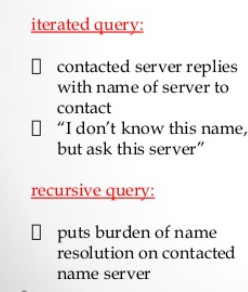 iterated query:
▯ contacted server replies
with name of server to
contact
▯ “I don’t know this name,
but ask this server”
recursive query:
▯ puts burden of name
resolution on contacted
name server